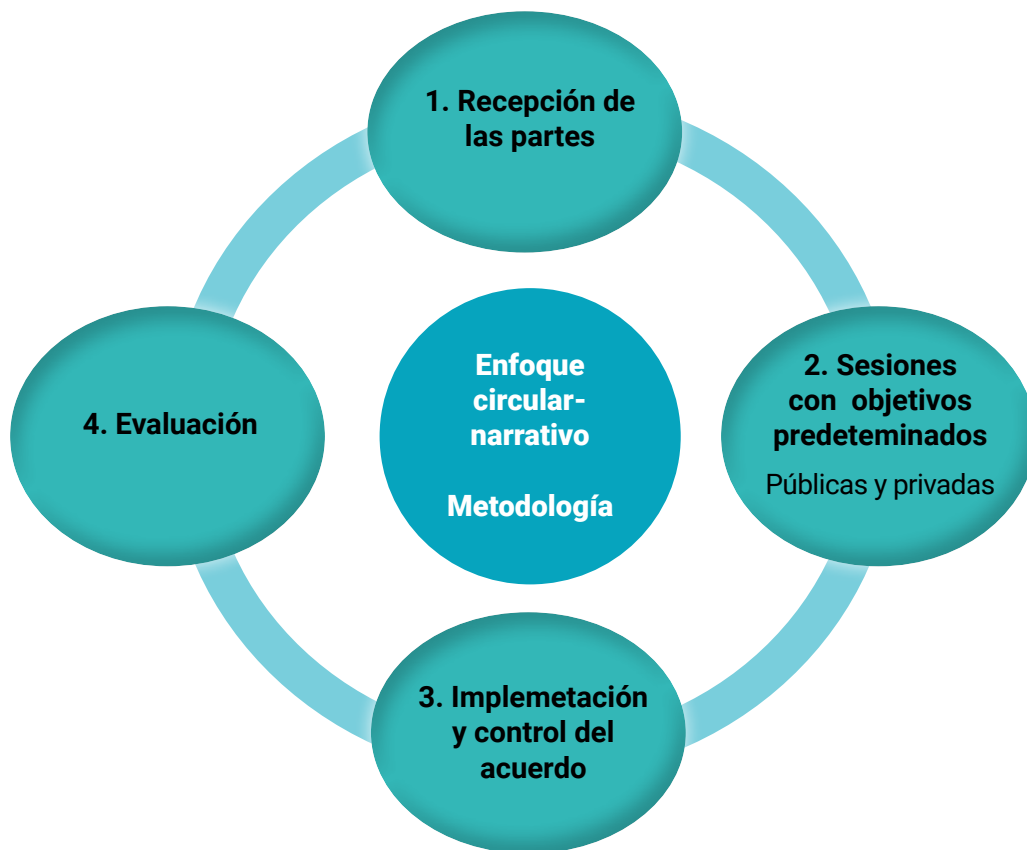 1. Recepción de
las partes
2. Sesiones
con objetivos
predeteminados
Públicas y privadas
3. Implemetación
y control del
acuerdo
4. Evaluación
Enfoque
circular-
narrativo
Metodología